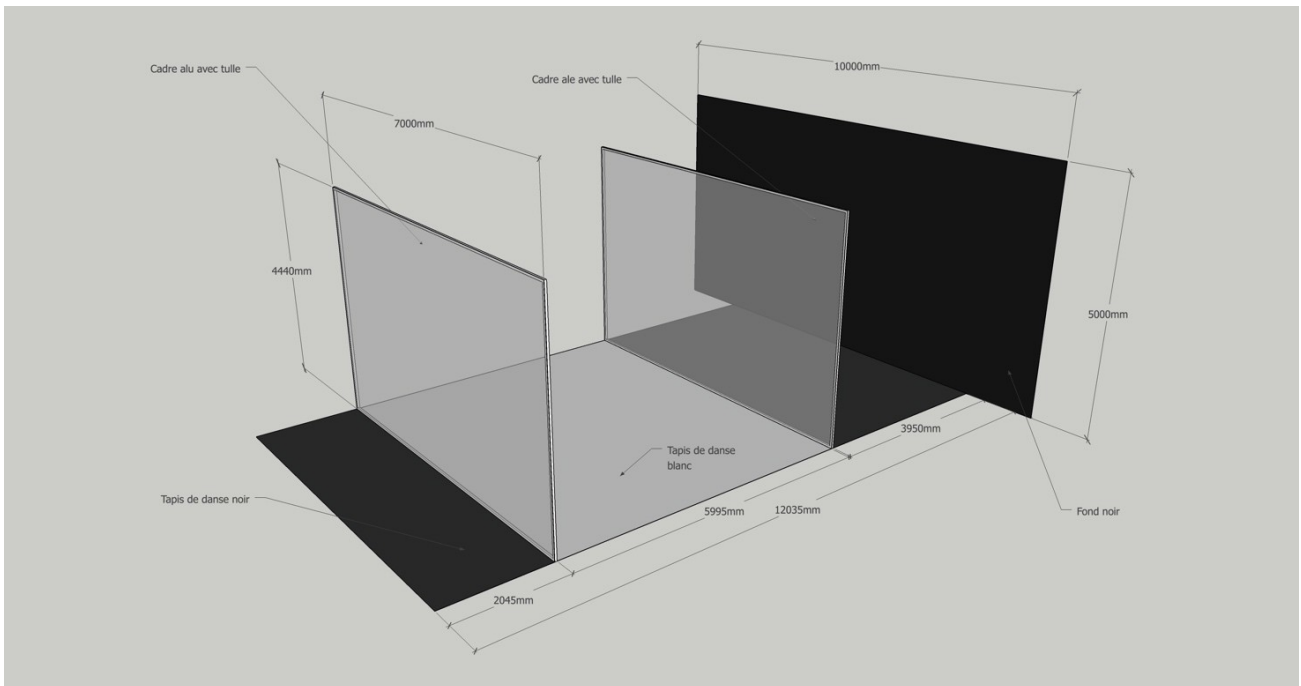 10000mm
Cadre alu avec tulle
Cadre ale avec tulle
7000mm
4440mm
5000mm
3950mm
Tapis de danse
blanc
Tapis de danse noir
5995mm
12035mm
Fond noir
2045mm